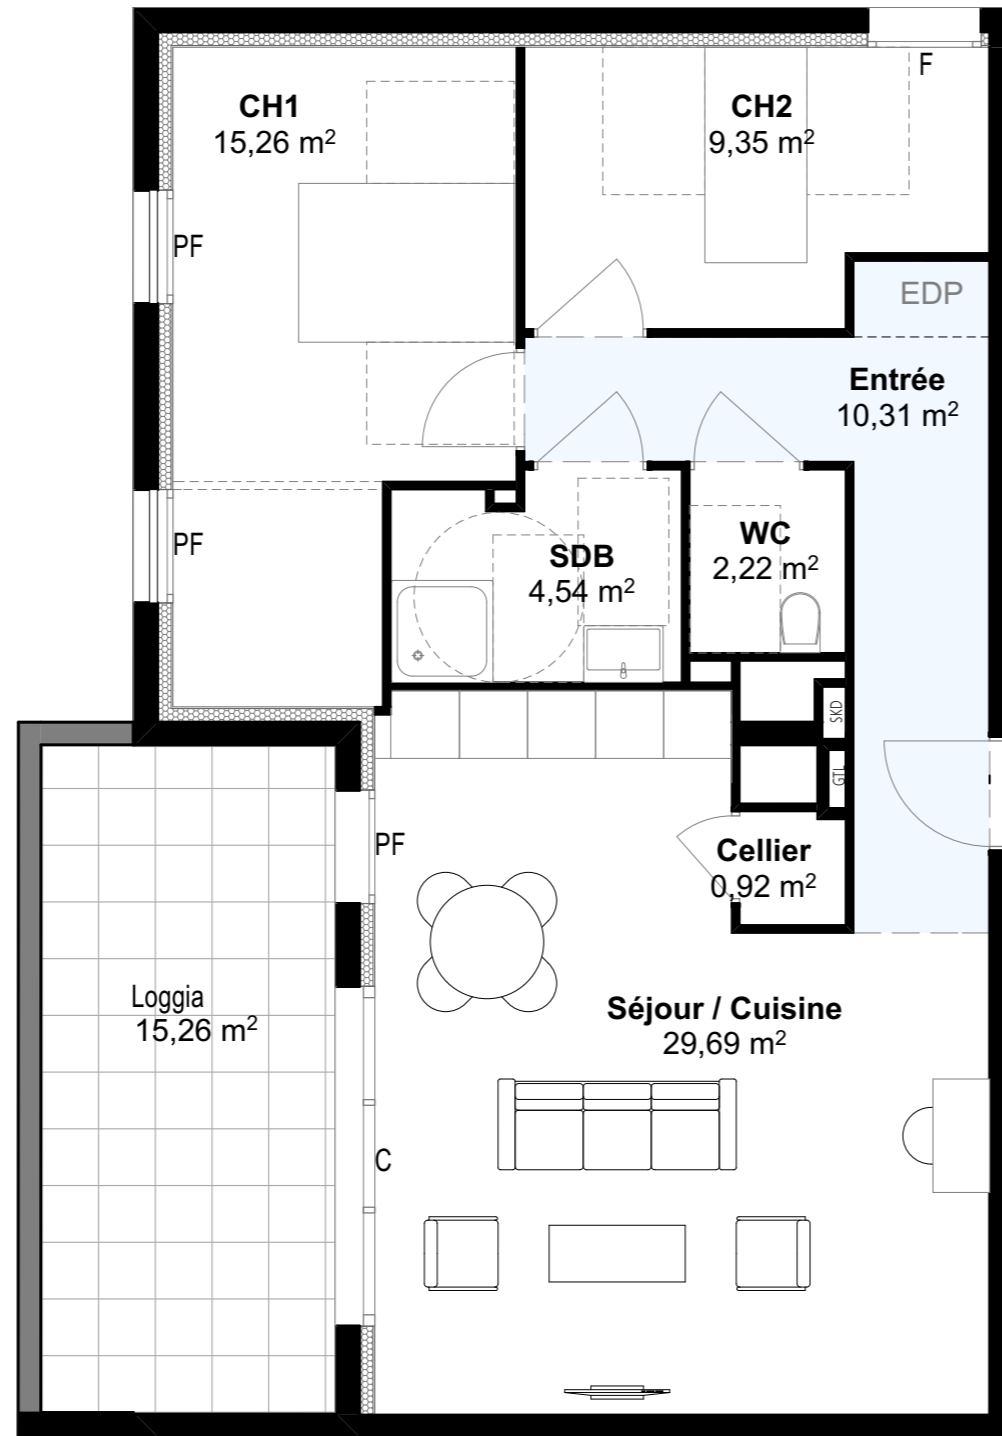 F
CH1
15,26 m²
CH2
9,35 m²
PF
EDP
Entrée
10,31 m²
PF
SDB
4,54 m²
WC
2,22 m²
SKD
GTL
PF
Cellier
0,92 m²
Loggia
15,26 m²
Séjour / Cuisine
29,69 m²
C